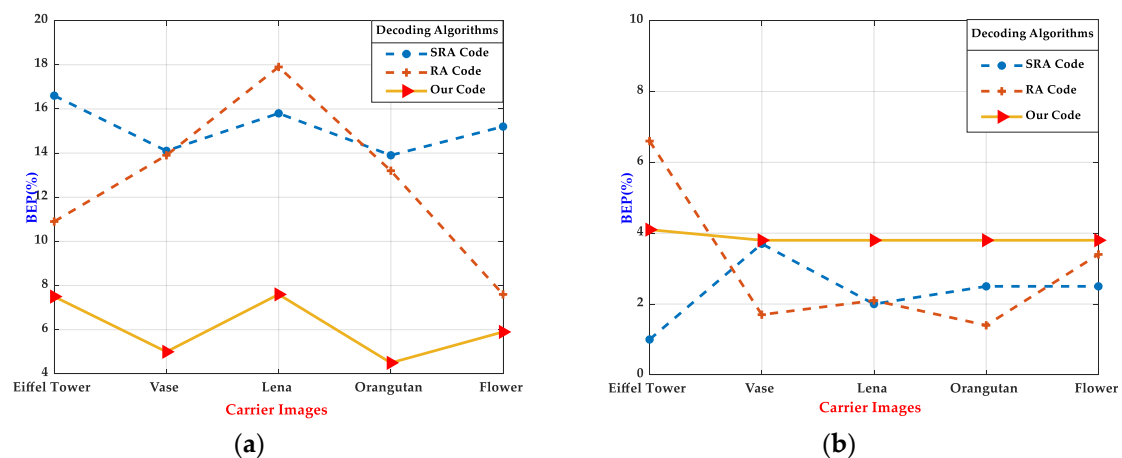 20
18
16
14
12
10
8
6
4
BEP(%)
Eiffel Tower Vase Lena Orangutan Flower
Carrier Images
Decoding Algorithms
SRA Code
RA Code
Our Code
(a)
10
8
6
4
2
0
BEP(%)
Eiffel Tower Vase Lena Orangutan Flower
Carrier Images
Decoding Algorithms
SRA Code
RA Code
Our Code
(b)